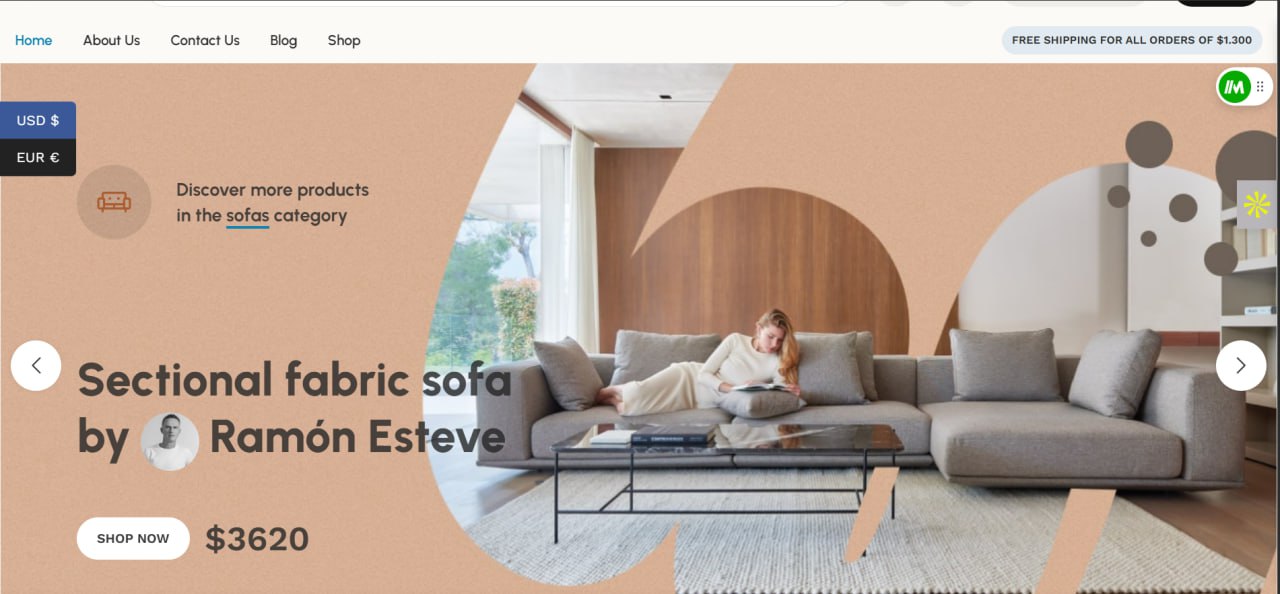 Home About Us Contact Us Blog Shop FREE SHIPPING FOR ALL ORDERS OF $1.300
USD $
EUR €
Discover more products
in the sofas category
Sectional fabric sofa
by Ramón Esteve
SHOP NOW $3620